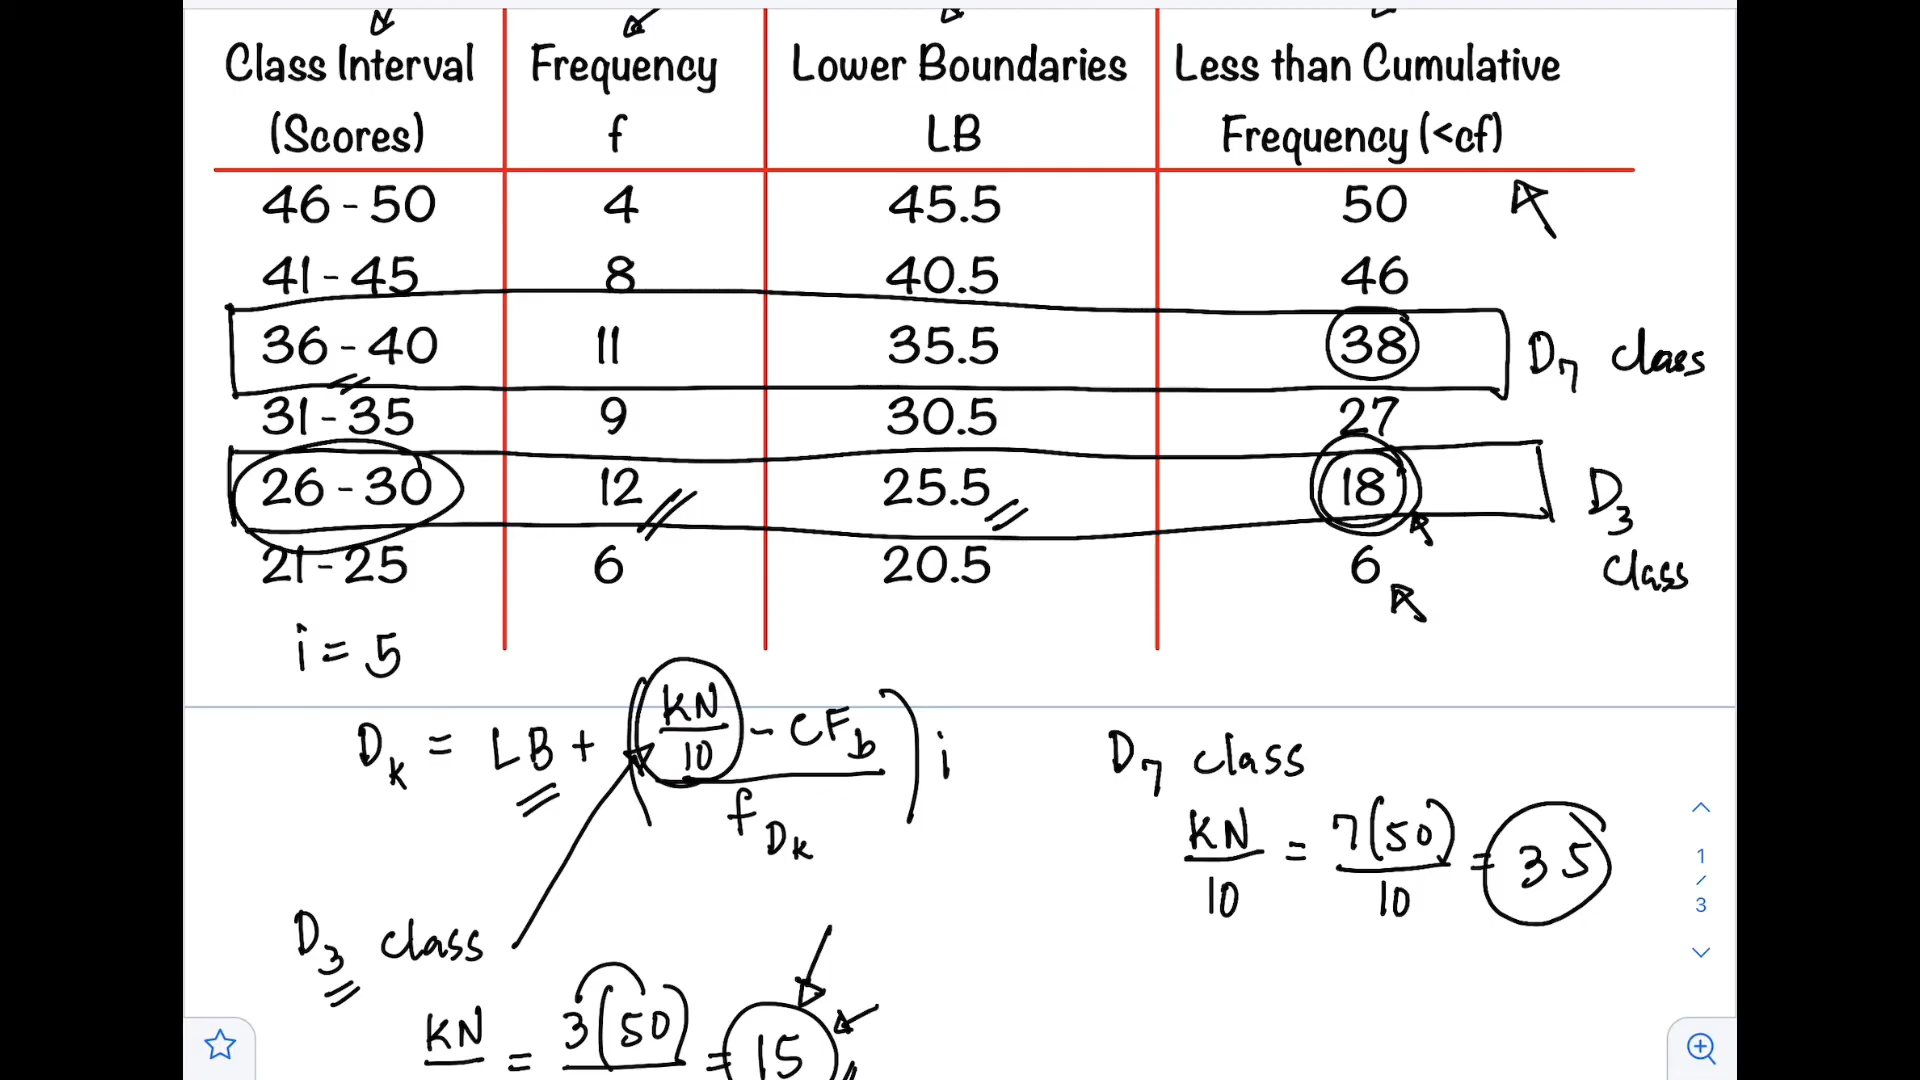 Class Interval Frequency Lower Boundaries Less than Cumulative
(Scores) f LB Frequency (<cf)
46 - 50 4 45.5 50
41 - 45 8 40.5 46
36 - 40 11 35.5 38 D7 class
31 - 35 9 30.5 27
26 - 30 12 25.5 18 D3
21 - 25 6 20.5 6 class
i = 5
Dk = LB + (KN/10 - CFb / fDk) i
D7 class
KN/10 = 7(50)/10 = 35
1
/
3
D3 class
KN = 3(50) = 15